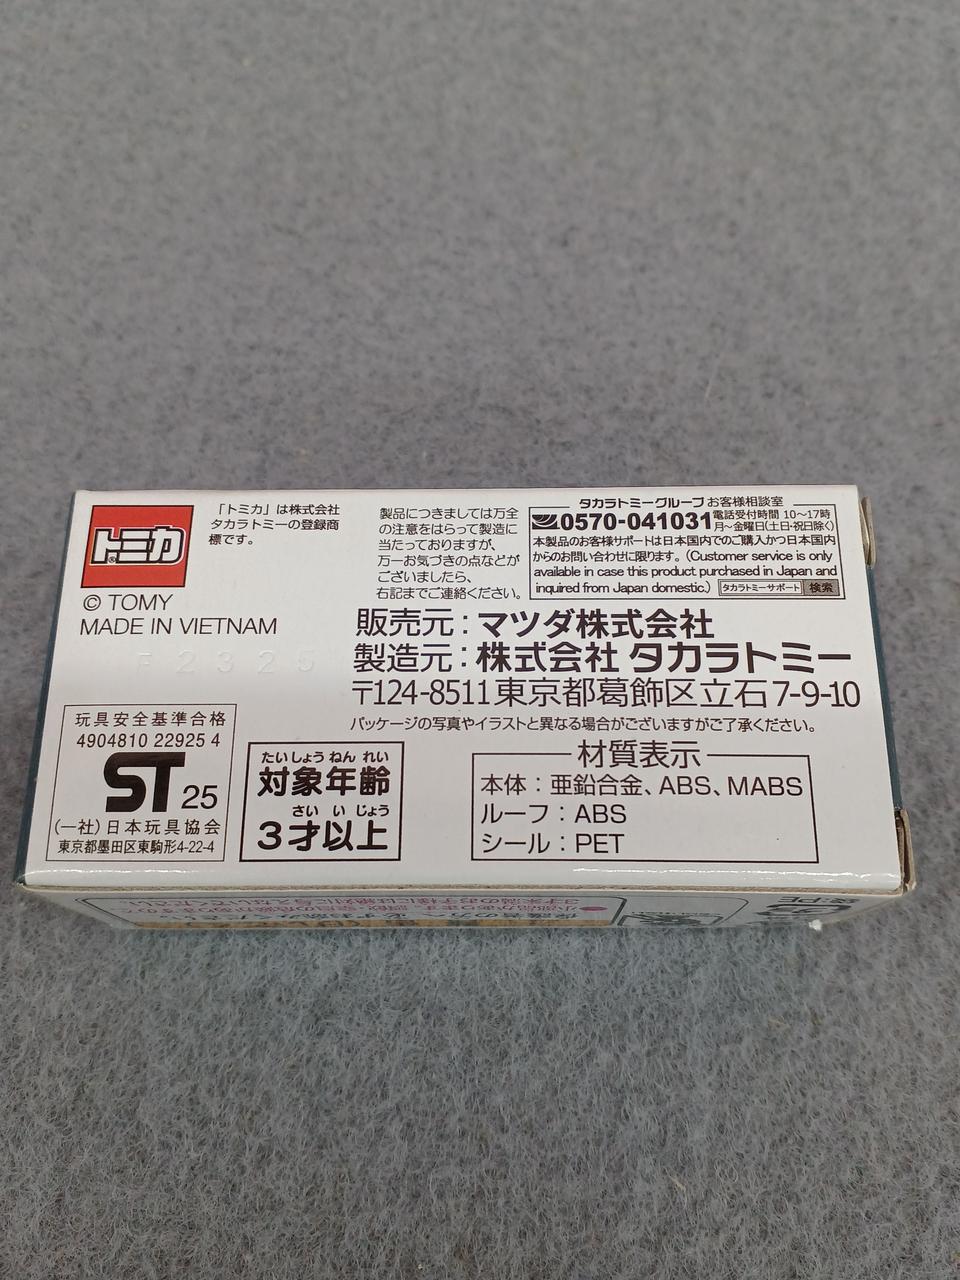 トミカ
®
「トミカ」は株式会社
タカラトミーの登録商
標です。
© TOMY
MADE IN VIETNAM
製品につきましては万全
の注意をはらって製造に
当たっておりますが、
万一お気づきの点などが
ございましたら、
右記までご連絡ください。
タカラトミーグループ お客様相談室
0570-041031 電話受付時間 10〜17時
月〜金曜日(土日・祝日除く)
本製品のお客様サポートは日本国内でのご購入かつ日本国内
からのお問い合わせに限ります。(Customer service is only
available in case this product purchased in Japan and
inquired from Japan domestic.) タカラトミーサポート 検索
販売元：マツダ株式会社
製造元：株式会社 タカラトミー
〒124-8511 東京都葛飾区立石 7-9-10
パッケージの写真やイラストと異なる場合がございますがご了承ください。
玩具安全基準合格
4904810 22925 4
ST 25
(一社)日本玩具協会
東京都墨田区東駒形4-22-4
たいしょうねんれい
対象年齢
さいいじょう
3才以上
材質表示
本体：亜鉛合金、ABS、MABS
ルーフ：ABS
シール：PET